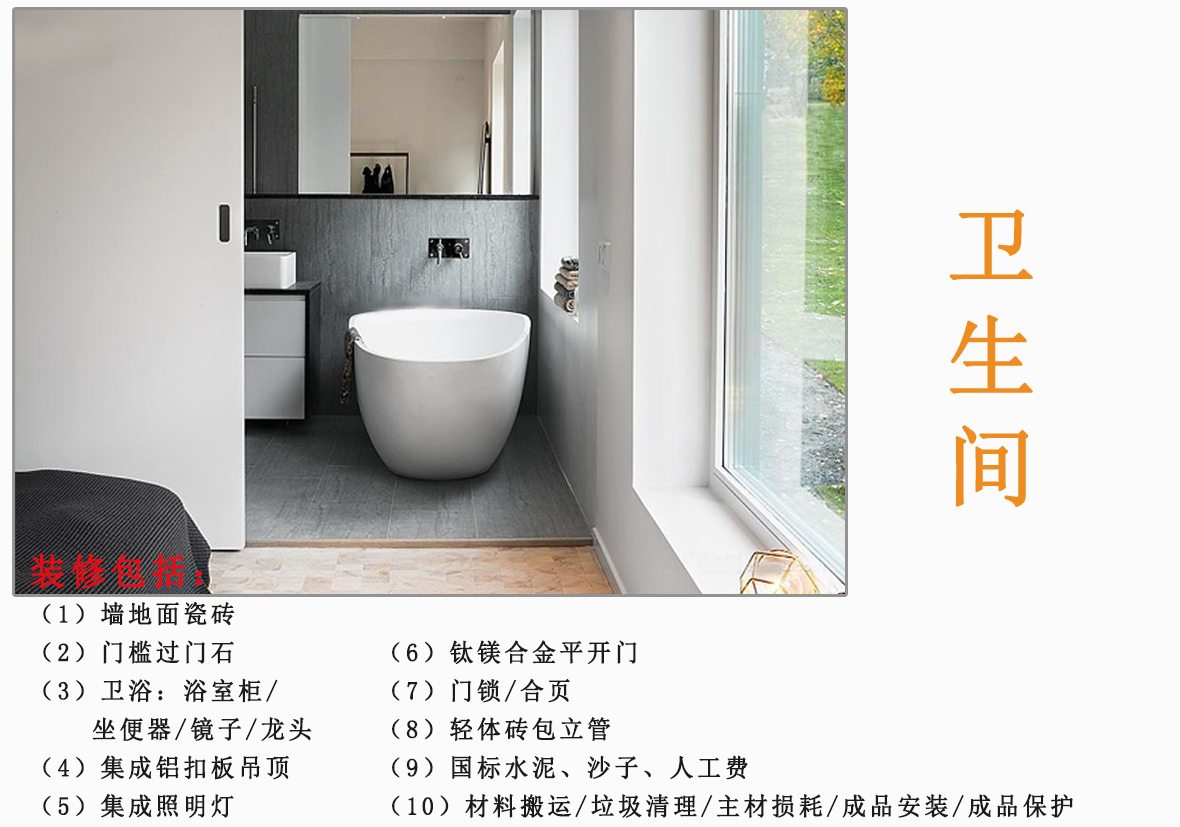 卫生间
装修包括：
（1）墙地面瓷砖
（2）门槛过门石
（3）卫浴：浴室柜/
坐便器/镜子/龙头
（4）集成铝扣板吊顶
（5）集成照明灯
（6）钛镁合金平开门
（7）门锁/合页
（8）轻体砖包立管
（9）国标水泥、沙子、人工费
（10）材料搬运/垃圾清理/主材损耗/成品安装/成品保护